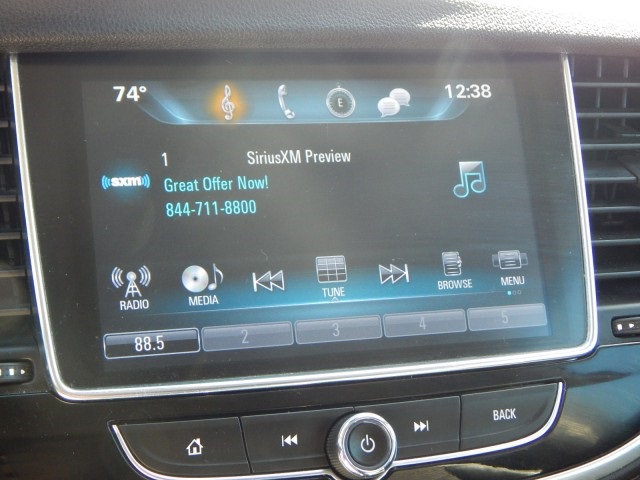 74° E 12:38
1 SiriusXM Preview
((sxm)) Great Offer Now!
844-711-8800
RADIO MEDIA TUNE BROWSE MENU
88.5 2 3 4 5
BACK